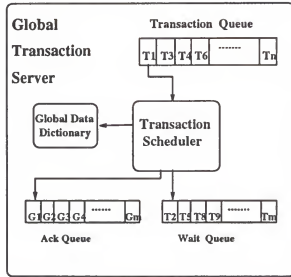 Global
Transaction
Server
Transaction Queue
T1 T3 T4 T6 ------- Tn
Global Data
Dictionary
Transaction
Scheduler
G1 G2 G3 G4 ------ Gm
Ack Queue
T2 T5 T8 T9 ------- Tm
Wait Queue